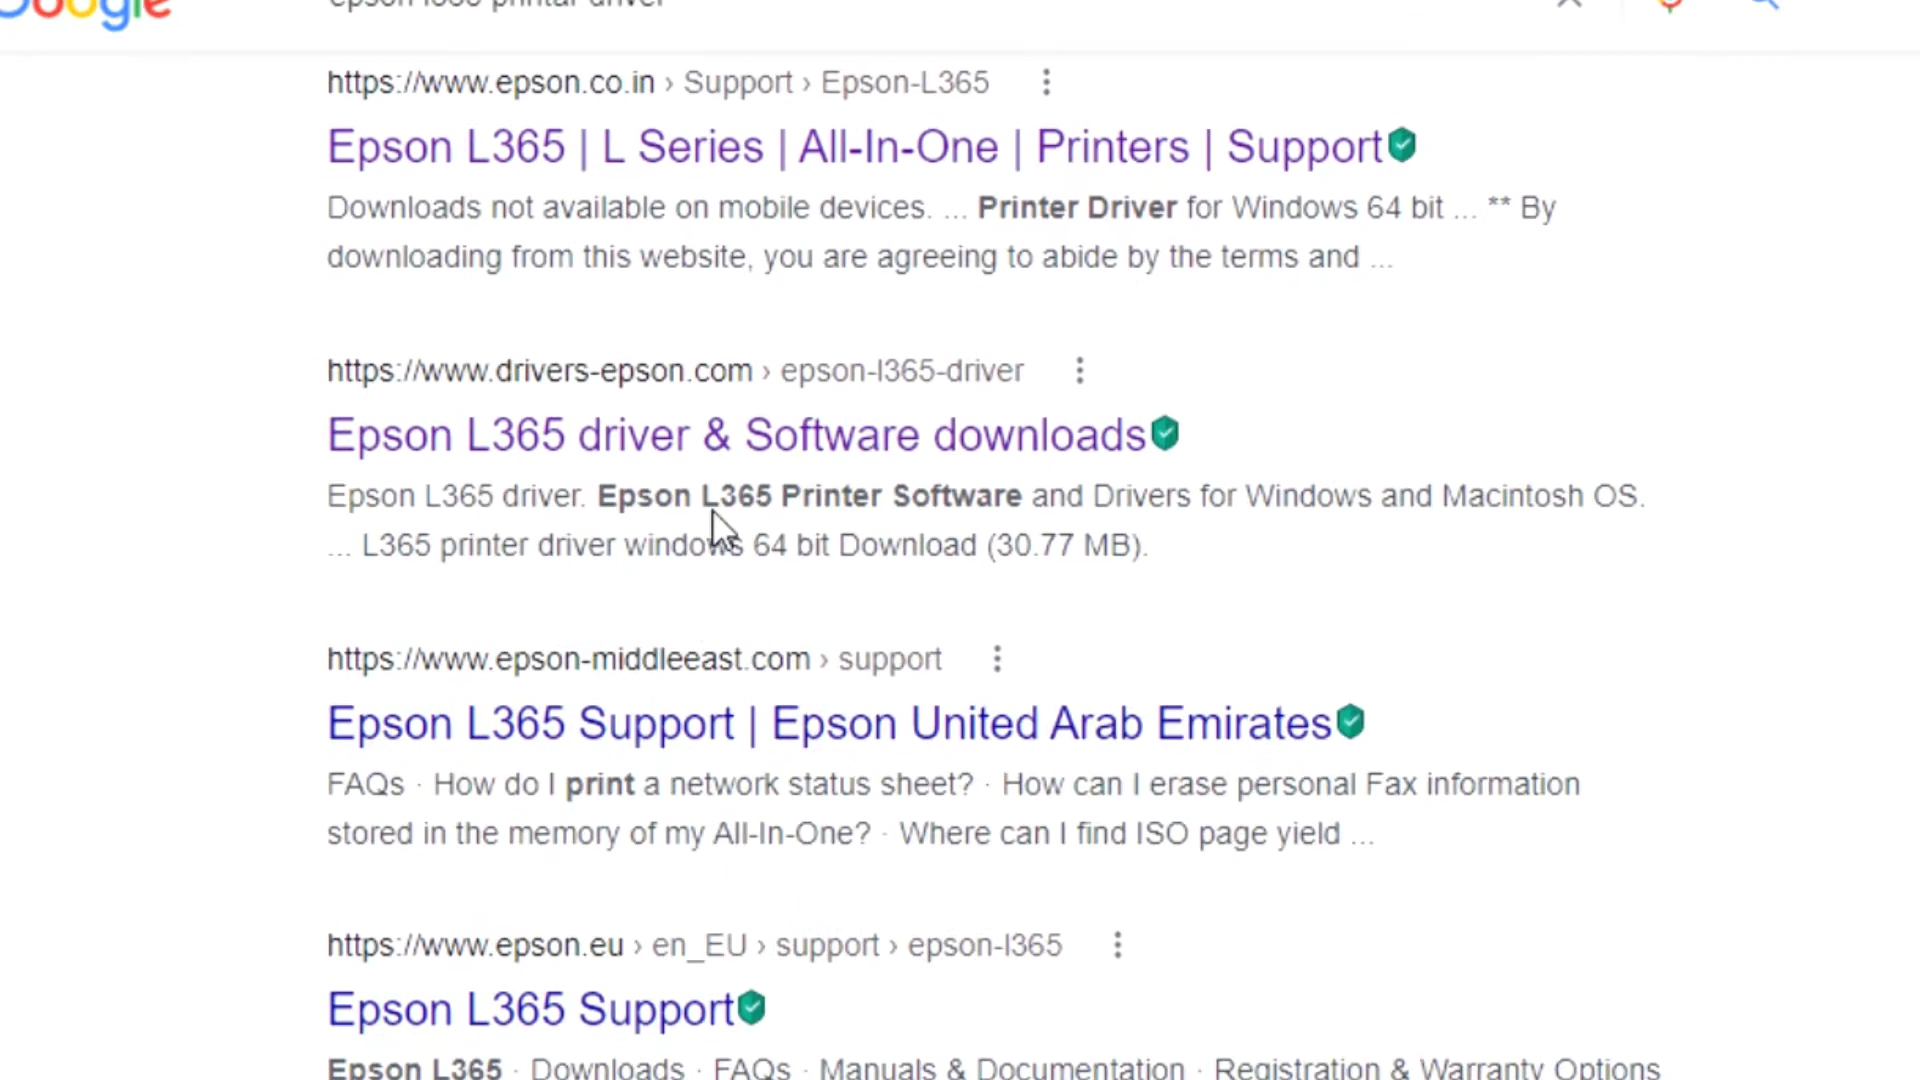 Google
epson l365 printar driver
https://www.epson.co.in › Support › Epson-L365
Epson L365 | L Series | All-In-One | Printers | Support
Downloads not available on mobile devices. ... Printer Driver for Windows 64 bit ... ** By
downloading from this website, you are agreeing to abide by the terms and ...
https://www.drivers-epson.com › epson-l365-driver
Epson L365 driver & Software downloads
Epson L365 driver. Epson L365 Printer Software and Drivers for Windows and Macintosh OS.
... L365 printer driver windows 64 bit Download (30.77 MB).
https://www.epson-middleeast.com › support
Epson L365 Support | Epson United Arab Emirates
FAQs · How do I print a network status sheet? · How can I erase personal Fax information
stored in the memory of my All-In-One? · Where can I find ISO page yield ...
https://www.epson.eu › en_EU › support › epson-l365
Epson L365 Support
Epson L365 · Downloads · FAQs · Manuals & Documentation · Registration & Warranty Options